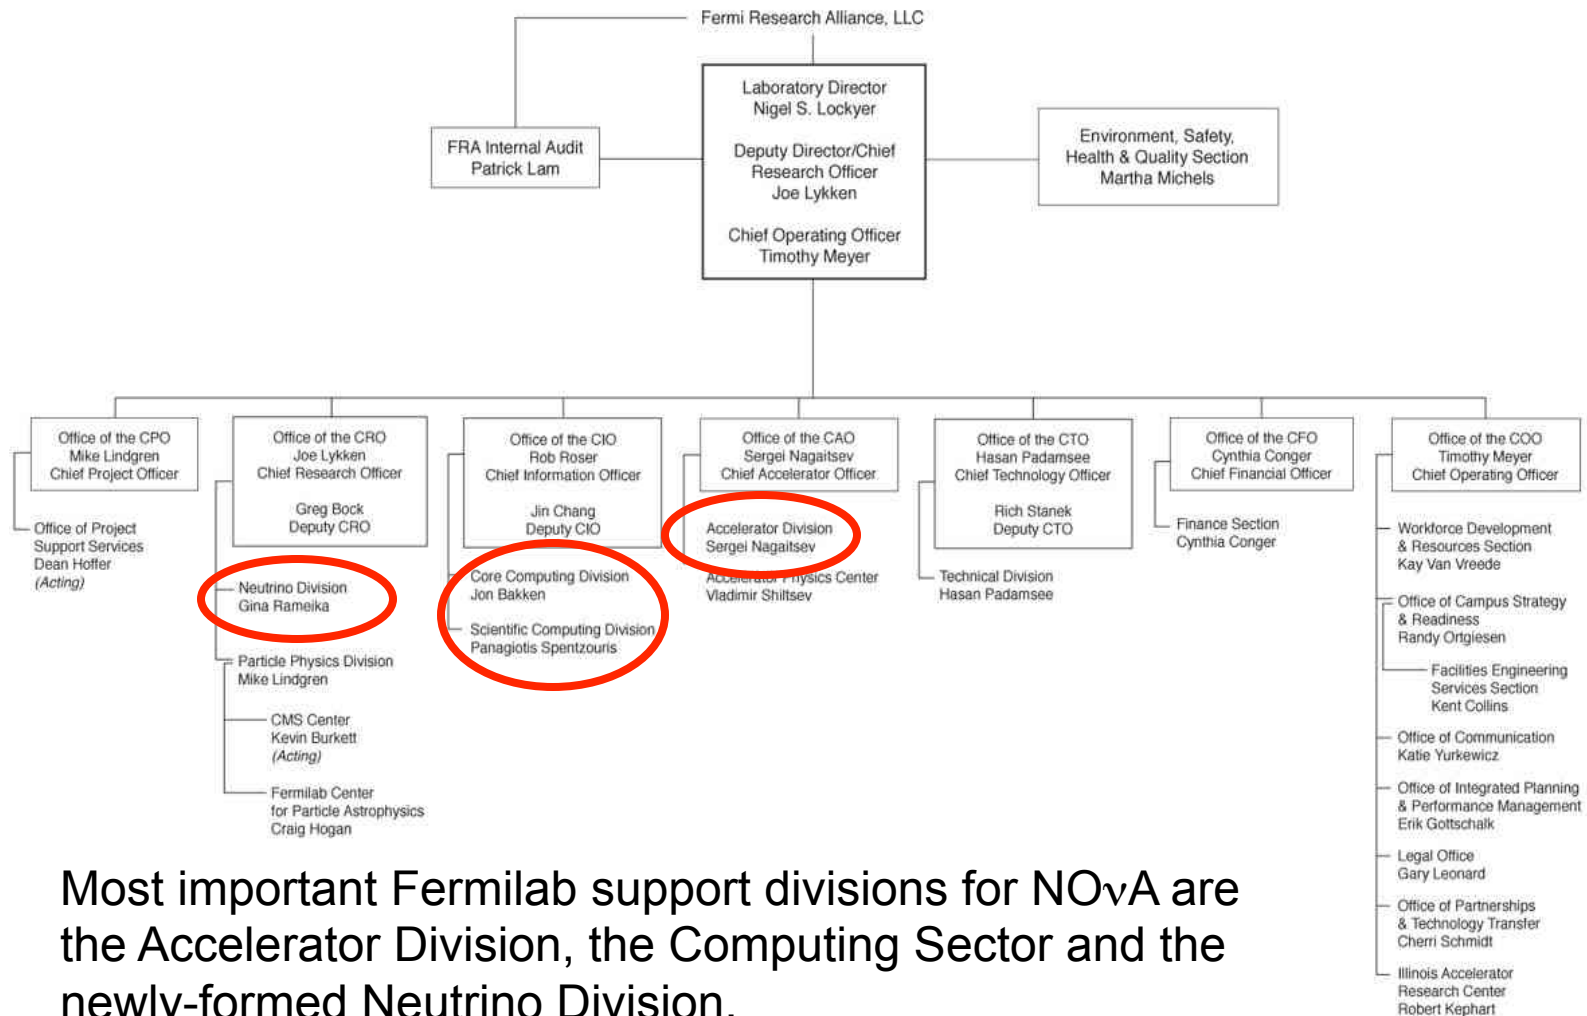 Fermi Research Alliance, LLC
Laboratory Director
Nigel S. Lockyer
Deputy Director/Chief
Research Officer
Joe Lykken
Chief Operating Officer
Timothy Meyer
FRA Internal Audit
Patrick Lam
Environment, Safety,
Health & Quality Section
Martha Michels
Office of the CPO
Mike Lindgren
Chief Project Officer
Office of Project
Support Services
Dean Hoffer
(Acting)
Office of the CRO
Joe Lykken
Chief Research Officer
Greg Bock
Deputy CRO
Neutrino Division
Gina Rameika
Particle Physics Division
Mike Lindgren
CMS Center
Kevin Burkett
(Acting)
Fermilab Center
for Particle Astrophysics
Craig Hogan
Office of the CIO
Rob Roser
Chief Information Officer
Jin Chang
Deputy CIO
Core Computing Division
Jon Bakken
Scientific Computing Division
Panagiotis Spentzouris
Office of the CAO
Sergei Nagaitsev
Chief Accelerator Officer
Accelerator Division
Sergei Nagaitsev
Accelerator Physics Center
Vladimir Shiltsev
Office of the CTO
Hasan Padamsee
Chief Technology Officer
Rich Stanek
Deputy CTO
Technical Division
Hasan Padamsee
Office of the CFO
Cynthia Conger
Chief Financial Officer
Finance Section
Cynthia Conger
Office of the COO
Timothy Meyer
Chief Operating Officer
Workforce Development
& Resources Section
Kay Van Vreede
Office of Campus Strategy
& Readiness
Randy Ortgiesen
Facilities Engineering
Services Section
Kent Collins
Office of Communication
Katie Yurkewicz
Office of Integrated Planning
& Performance Management
Erik Gottschalk
Legal Office
Gary Leonard
Office of Partnerships
& Technology Transfer
Cherri Schmidt
Illinois Accelerator
Research Center
Robert Kephart
Most important Fermilab support divisions for NOνA are
the Accelerator Division, the Computing Sector and the
newly-formed Neutrino Division.